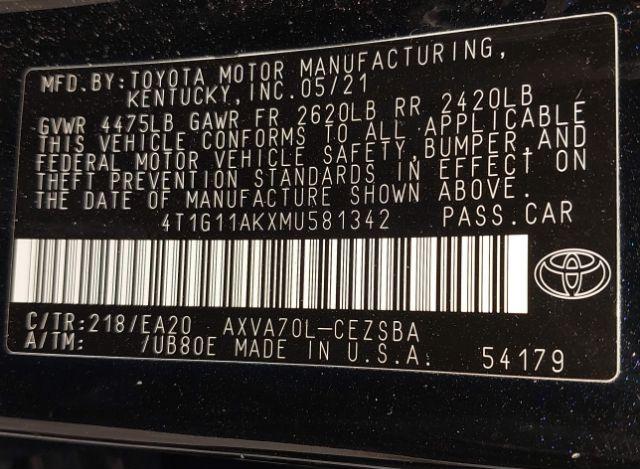 MFD. BY: TOYOTA MOTOR MANUFACTURING,
KENTUCKY, INC. 05/21
GVWR 4475LB GAWR FR 2620LB RR 2420LB
THIS VEHICLE CONFORMS TO ALL APPLICABLE
FEDERAL MOTOR VEHICLE SAFETY, BUMPER, AND
THEFT PREVENTION STANDARDS IN EFFECT ON
THE DATE OF MANUFACTURE SHOWN ABOVE.
4T1G11AKXMU581342 PASS.CAR
C/TR:218/EA20 AXVA70L-CEZSBA
A/TM: /UB80E MADE IN U.S.A. 54179